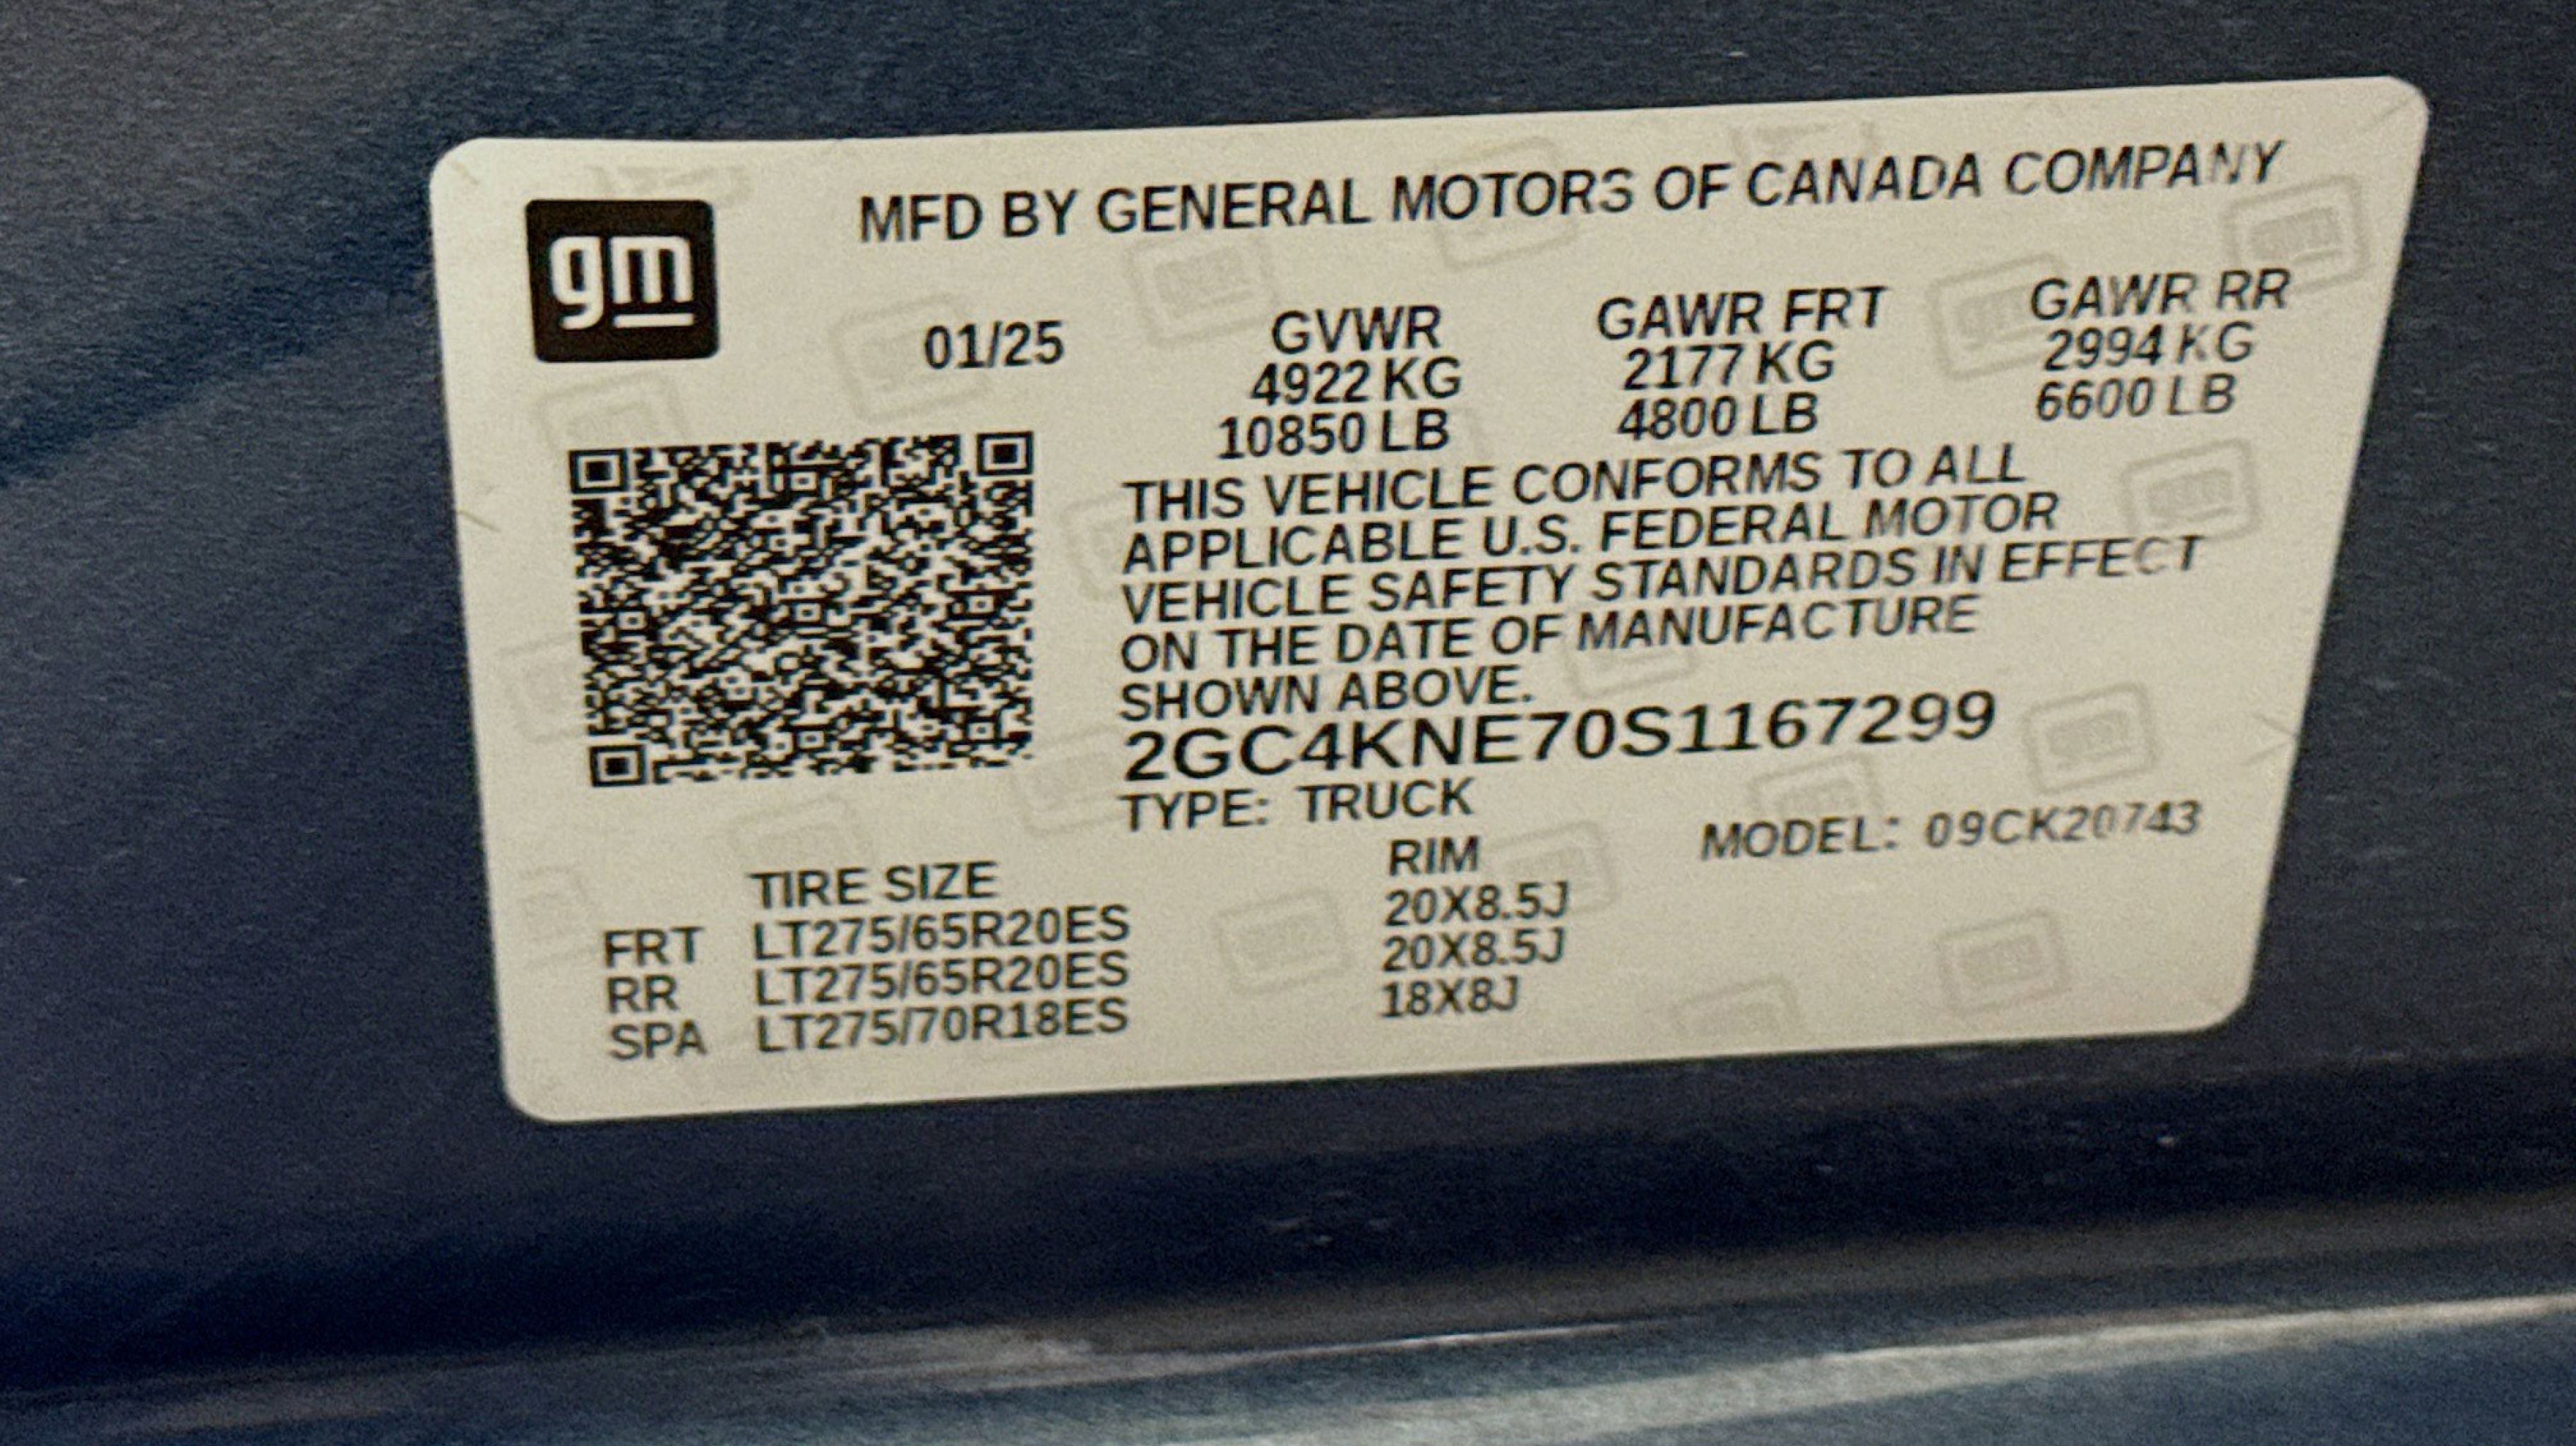 gm
MFD BY GENERAL MOTORS OF CANADA COMPANY
01/25
GVWR GAWR FRT GAWR RR
4922 KG 2177 KG 2994 KG
10850 LB 4800 LB 6600 LB
THIS VEHICLE CONFORMS TO ALL
APPLICABLE U.S. FEDERAL MOTOR
VEHICLE SAFETY STANDARDS IN EFFECT
ON THE DATE OF MANUFACTURE
SHOWN ABOVE.
2GC4KNE70S1167299
TYPE: TRUCK
MODEL: 09CK20743
TIRE SIZE RIM
FRT LT275/65R20ES 20X8.5J
RR LT275/65R20ES 20X8.5J
SPA LT275/70R18ES 18X8J